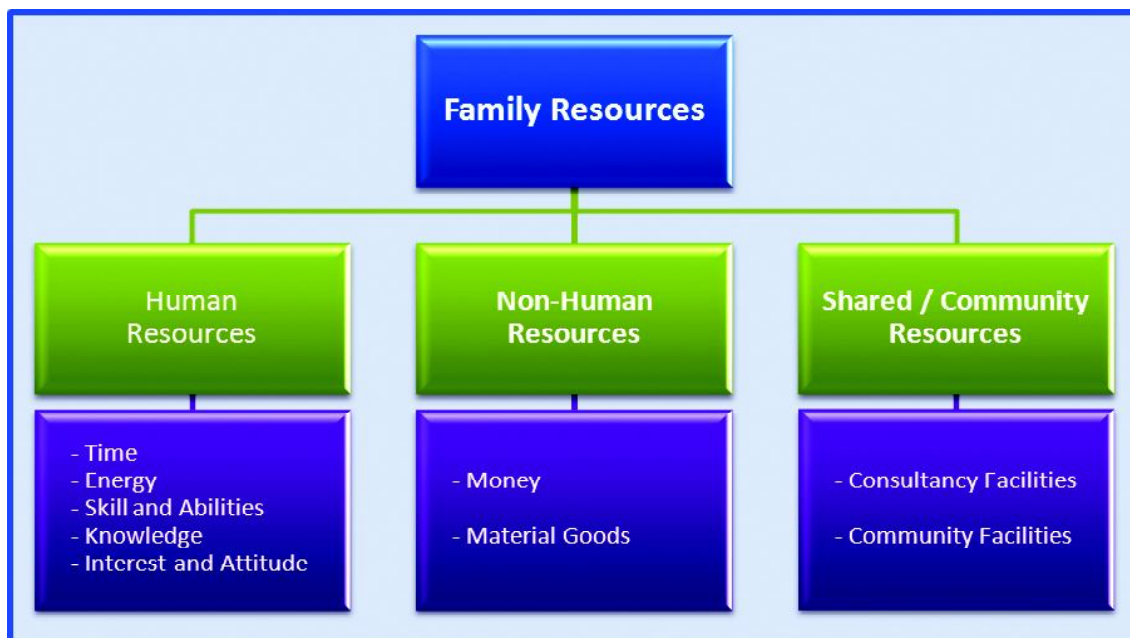 Family Resources
Human
Resources
- Time
- Energy
- Skill and Abilities
- Knowledge
- Interest and Attitude
Non-Human
Resources
- Money
- Material Goods
Shared / Community
Resources
- Consultancy Facilities
- Community Facilities